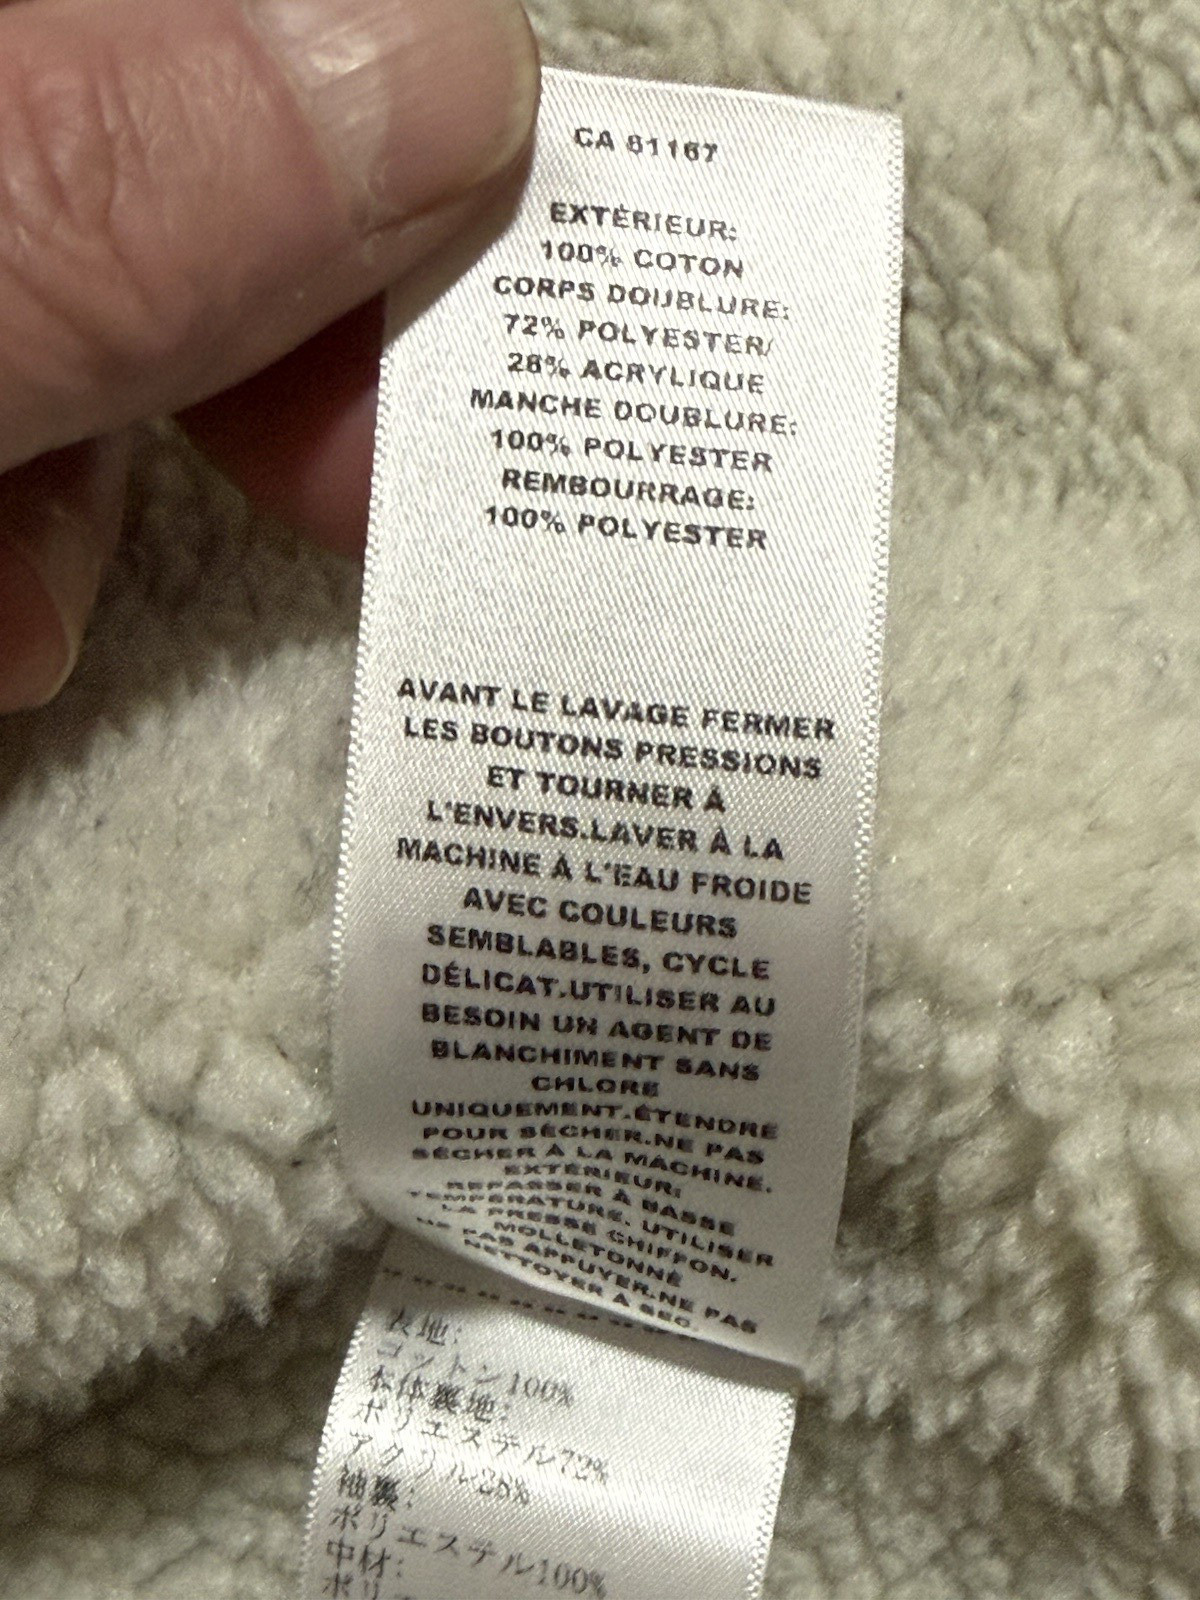 CA 61167
EXTÉRIEUR:
100% COTON
CORPS DOUBLURE:
72% POLYESTER/
28% ACRYLIQUE
MANCHE DOUBLURE:
100% POLYESTER
REMBOURRAGE:
100% POLYESTER
AVANT LE LAVAGE FERMER
LES BOUTONS PRESSIONS
ET TOURNER À
L'ENVERS.LAVER À LA
MACHINE À L'EAU FROIDE
AVEC COULEURS
SEMBLABLES, CYCLE
DÉLICAT.UTILISER AU
BESOIN UN AGENT DE
BLANCHIMENT SANS
CHLORE
UNIQUEMENT.ÉTENDRE
POUR SÉCHER.NE PAS
SÉCHER À LA MACHINE.
EXTÉRIEUR:
REPASSER À BASSE
TEMPÉRATURE. UTILISER
LA PRESSE CHIFFON.
MOLLETONNÉ
NE PAS APPUYER.NE PAS
NETTOYER À SEC.
表地:
コットン100%
本体裏地:
ポリエステル72%
アクリル28%
袖裏:
ポリエステル100%
中材: